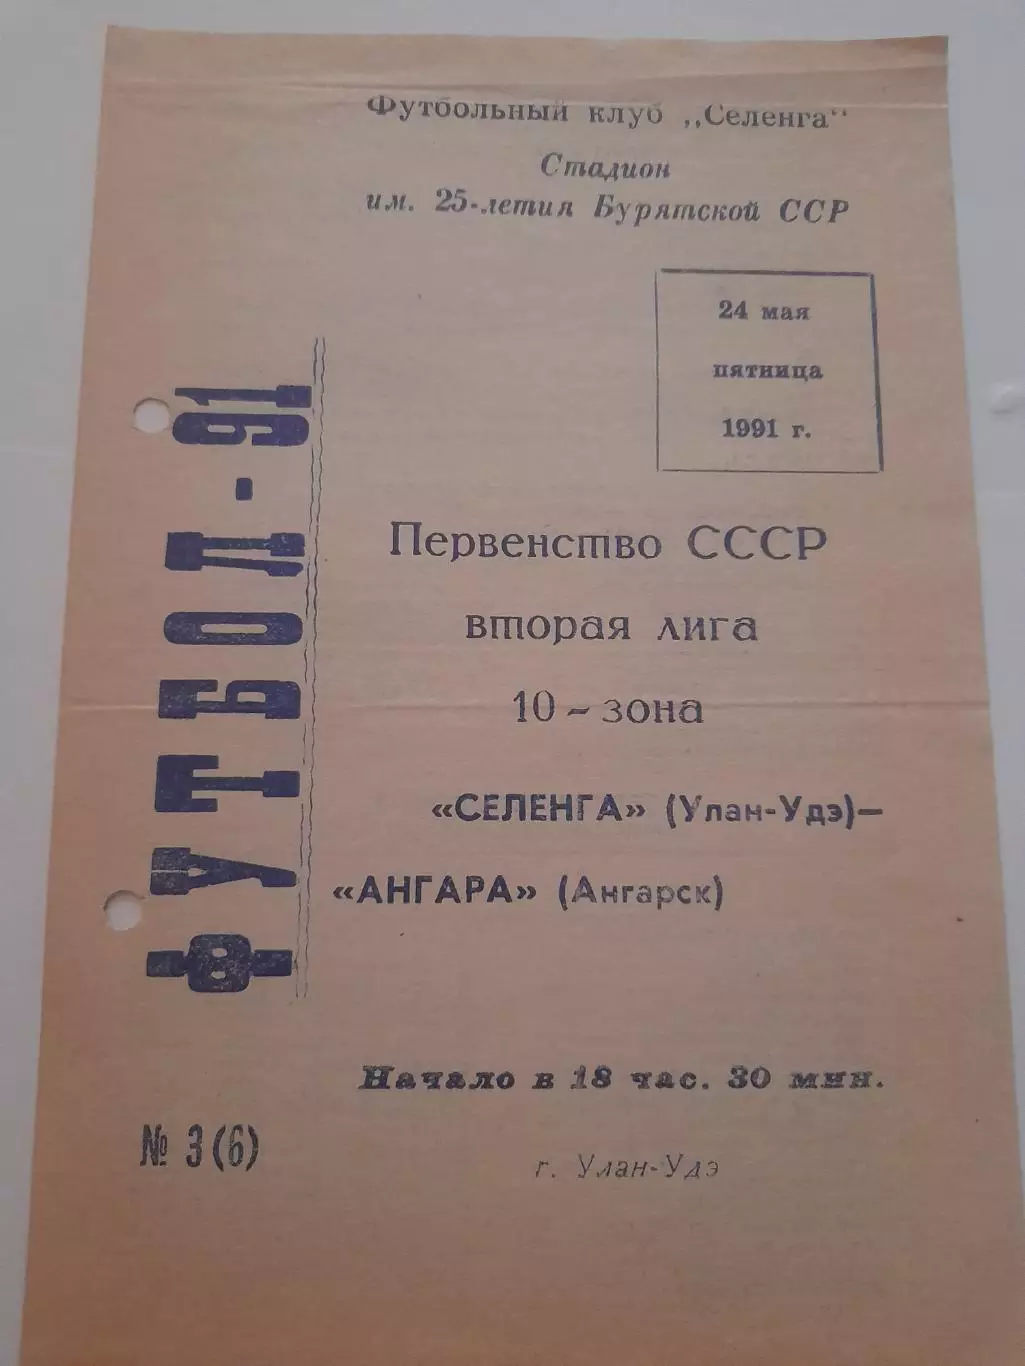 Футбольный клуб „Селенга“
Стадион
им. 25-летия Бурятской ССР
24 мая
пятница
1991 г.
ФУТБОЛ-91
Первенство СССР
вторая лига
10 - зона
«СЕЛЕНГА» (Улан-Удэ)—
«АНГАРА» (Ангарск)
Начало в 18 час. 30 мин.
№ 3 (6)
г. Улан-Удэ